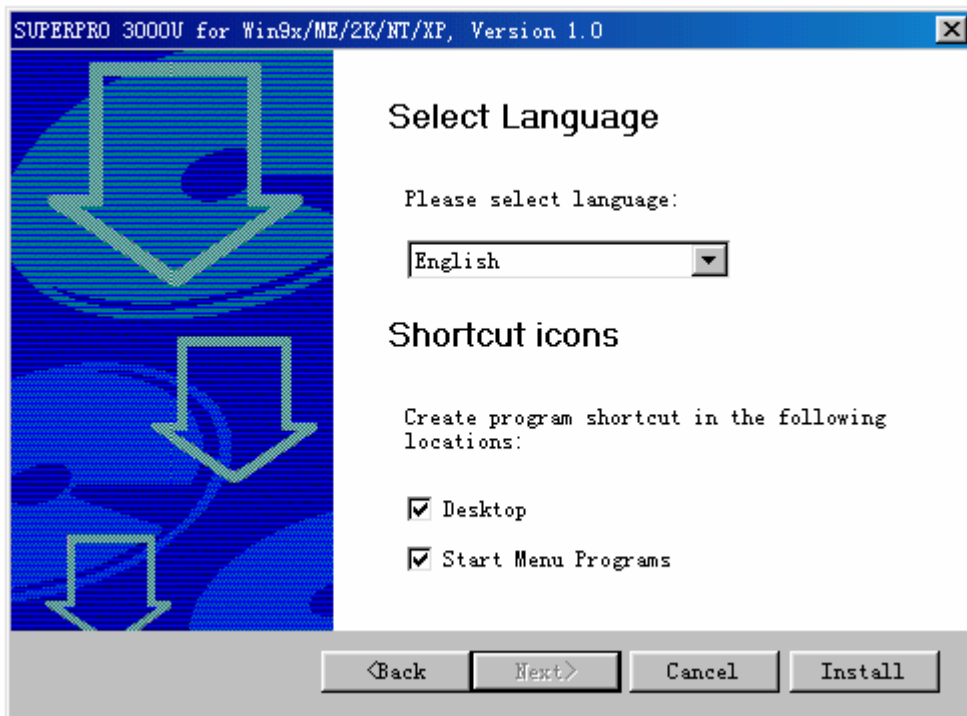 SUPERPRO 3000U for Win9x/ME/2K/NT/XP, Version 1.0
Select Language
Please select language:
English
Shortcut icons
Create program shortcut in the following
locations:
Desktop
Start Menu Programs
<Back
Next>
Cancel
Install